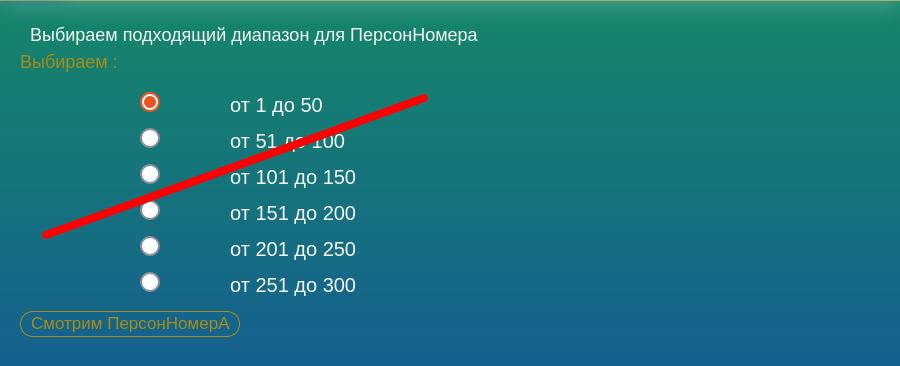 Выбираем подходящий диапазон для ПерсонНомера
Выбираем :
от 1 до 50
от 51 до 100
от 101 до 150
от 151 до 200
от 201 до 250
от 251 до 300
Смотрим ПерсонНомерА